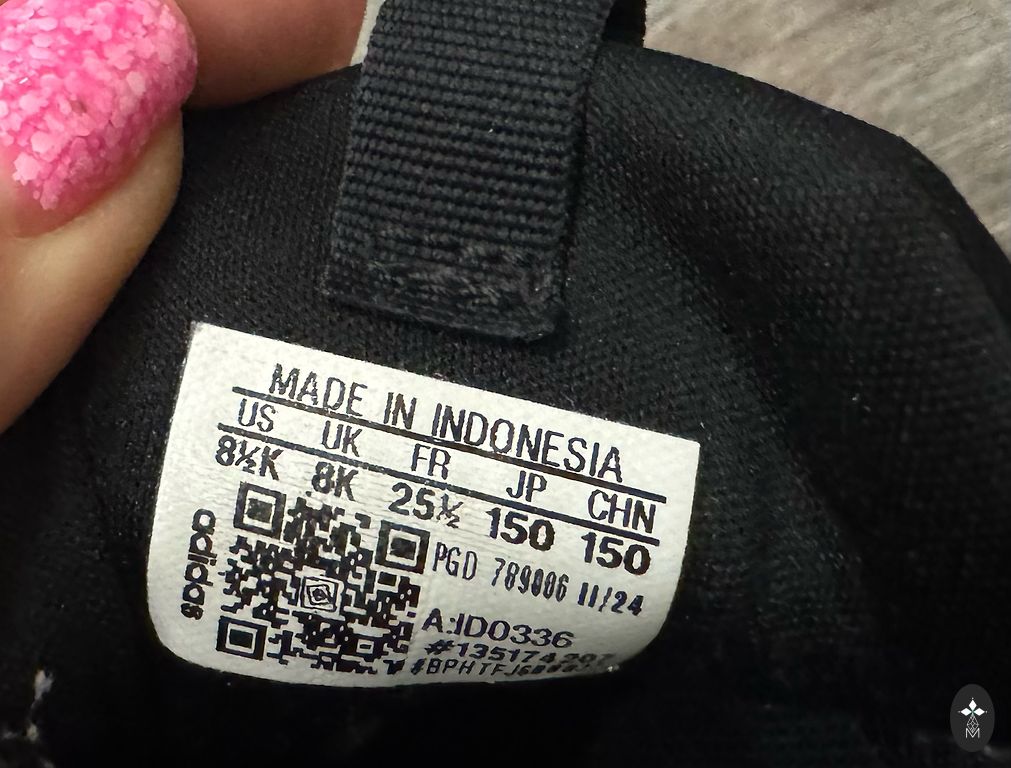 MADE IN INDONESIA
US UK FR JP CHN
8½K 8K 25½ 150 150
adidas
PGD 789006 11/24
A:ID0336
M